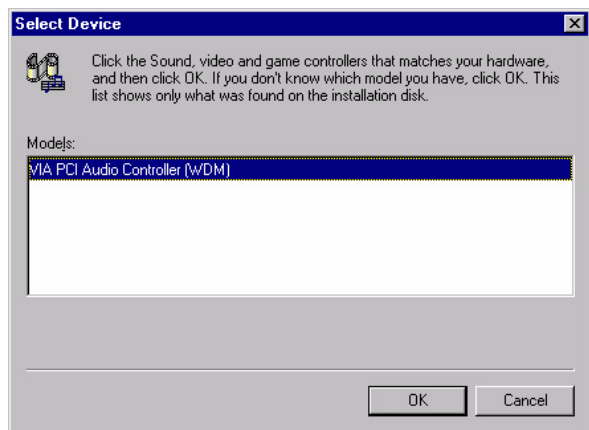 Select Device
Click the Sound, video and game controllers that matches your hardware,
and then click OK. If you don't know which model you have, click OK. This
list shows only what was found on the installation disk.
Models:
VIA PCI Audio Controller (WDM)
OK
Cancel